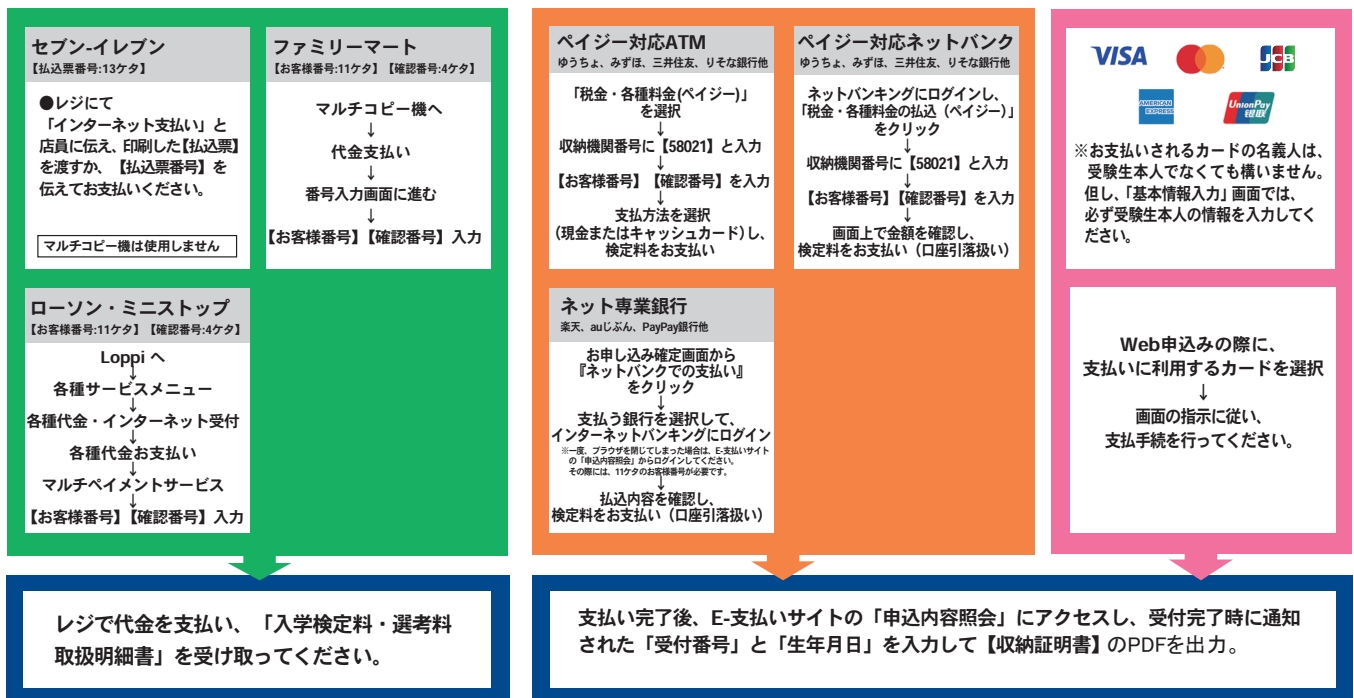 セブン-イレブン
【払込票番号:13ケタ】
●レジにて
「インターネット支払い」と
店員に伝え、印刷した【払込票】
を渡すか、【払込票番号】を
伝えてお支払いください。
マルチコピー機は使用しません
ファミリーマート
【お客様番号:11ケタ】【確認番号:4ケタ】
マルチコピー機へ
↓
代金支払い
↓
番号入力画面に進む
↓
【お客様番号】【確認番号】入力
ローソン・ミニストップ
【お客様番号:11ケタ】【確認番号:4ケタ】
Loppi へ
↓
各種サービスメニュー
↓
各種代金・インターネット受付
↓
各種代金お支払い
↓
マルチペイメントサービス
↓
【お客様番号】【確認番号】入力
レジで代金を支払い、「入学検定料・選考料
取扱明細書」を受け取ってください。
ペイジー対応ATM
ゆうちょ、みずほ、三井住友、りそな銀行他
「税金・各種料金(ペイジー)」
を選択
↓
収納機関番号に【58021】と入力
↓
【お客様番号】【確認番号】を入力
↓
支払方法を選択
(現金またはキャッシュカード)し、
検定料をお支払い
ペイジー対応ネットバンク
ゆうちょ、みずほ、三井住友、りそな銀行他
ネットバンキングにログインし、
「税金・各種料金の払込（ペイジー）」
をクリック
↓
収納機関番号に【58021】と入力
↓
【お客様番号】【確認番号】を入力
↓
画面上で金額を確認し、
検定料をお支払い（口座引落扱い）
ネット専業銀行
楽天、auじぶん、PayPay銀行他
お申し込み確定画面から
『ネットバンクでの支払い』
をクリック
↓
支払う銀行を選択して、
インターネットバンキングにログイン
※一度、ブラウザを閉じてしまった場合は、E-支払いサイト
の「申込内容照会」からログインしてください。
その際には、11ケタのお客様番号が必要です。
↓
払込内容を確認し、
検定料をお支払い（口座引落扱い）
VISA
JCB
AMERICAN
EXPRESS
UnionPay
银联
※お支払いされるカードの名義人は、
受験生本人でなくても構いません。
但し、「基本情報入力」画面では、
必ず受験生本人の情報を入力してく
ださい。
Web申込みの際に、
支払いに利用するカードを選択
↓
画面の指示に従い、
支払手続を行ってください。
支払い完了後、E-支払いサイトの「申込内容照会」にアクセスし、受付完了時に通知
された「受付番号」と「生年月日」を入力して【収納証明書】のPDFを出力。